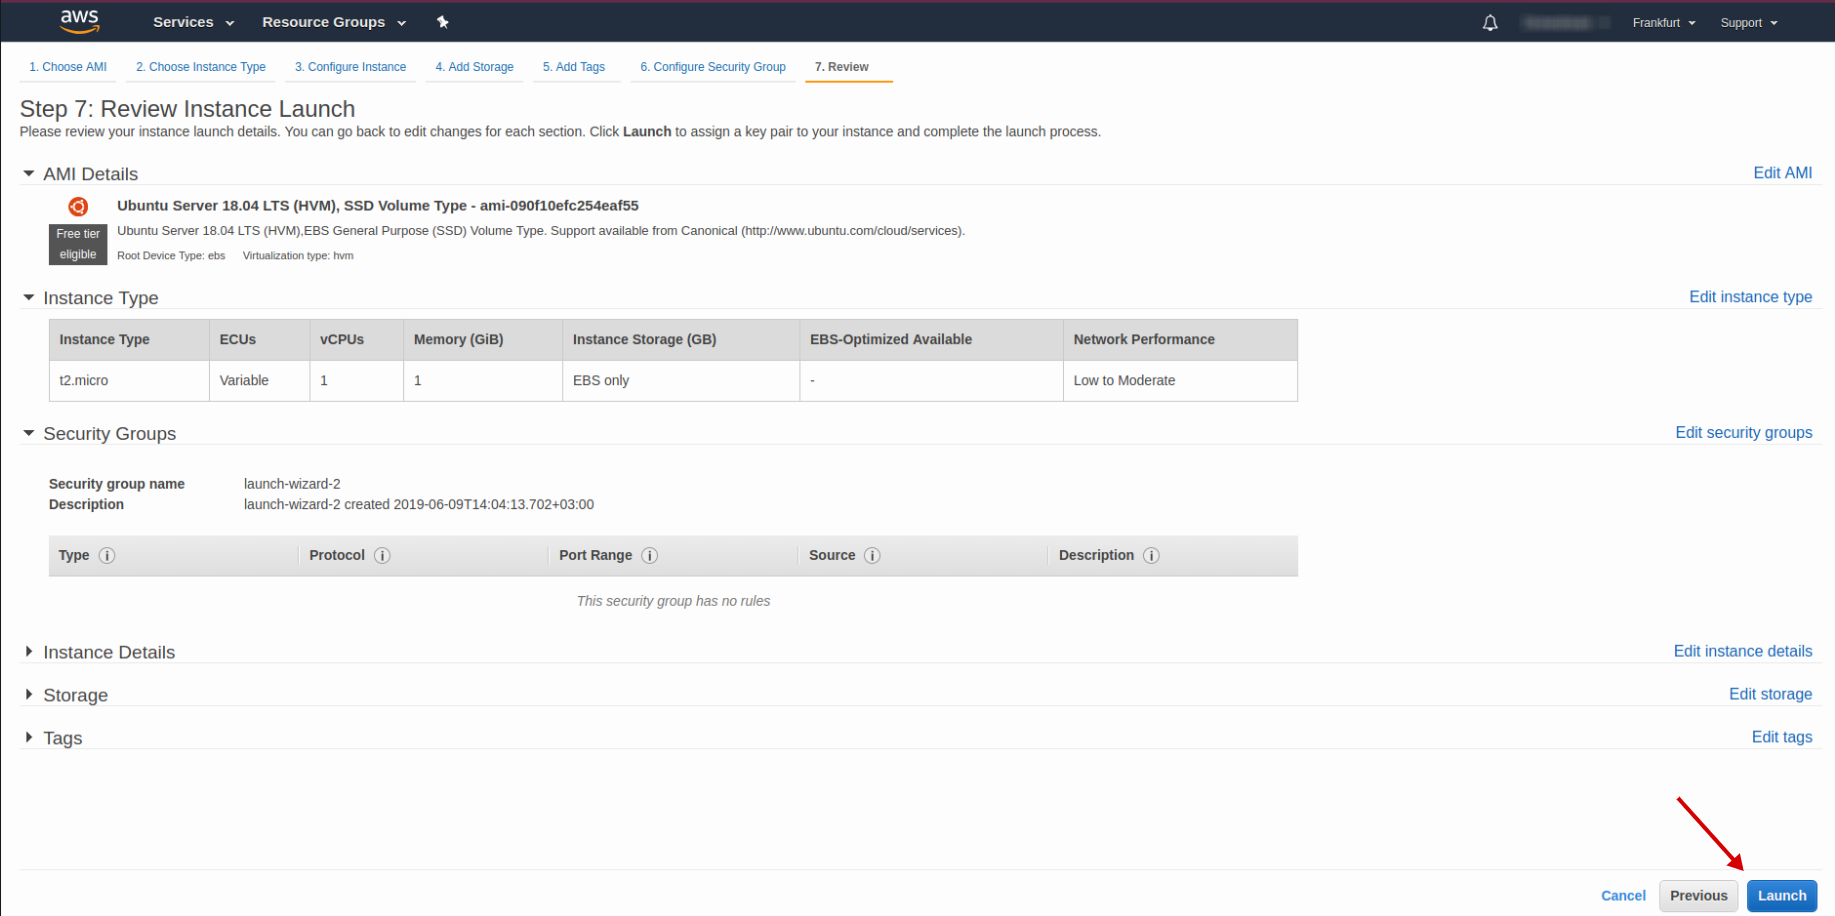 aws Services Resource Groups Frankfurt Support
1. Choose AMI 2. Choose Instance Type 3. Configure Instance 4. Add Storage 5. Add Tags 6. Configure Security Group 7. Review
Step 7: Review Instance Launch
Please review your instance launch details. You can go back to edit changes for each section. Click Launch to assign a key pair to your instance and complete the launch process.
AMI Details Edit AMI
Ubuntu Server 18.04 LTS (HVM), SSD Volume Type - ami-090f10efc254eaf55
Free tier
eligible
Ubuntu Server 18.04 LTS (HVM),EBS General Purpose (SSD) Volume Type. Support available from Canonical (http://www.ubuntu.com/cloud/services).
Root Device Type: ebs Virtualization type: hvm
Instance Type Edit instance type
Instance Type ECUs vCPUs Memory (GiB) Instance Storage (GB) EBS-Optimized Available Network Performance
t2.micro Variable 1 1 EBS only - Low to Moderate
Security Groups Edit security groups
Security group name launch-wizard-2
Description launch-wizard-2 created 2019-06-09T14:04:13.702+03:00
Type i Protocol i Port Range i Source i Description i
This security group has no rules
Instance Details Edit instance details
Storage Edit storage
Tags Edit tags
Cancel Previous Launch